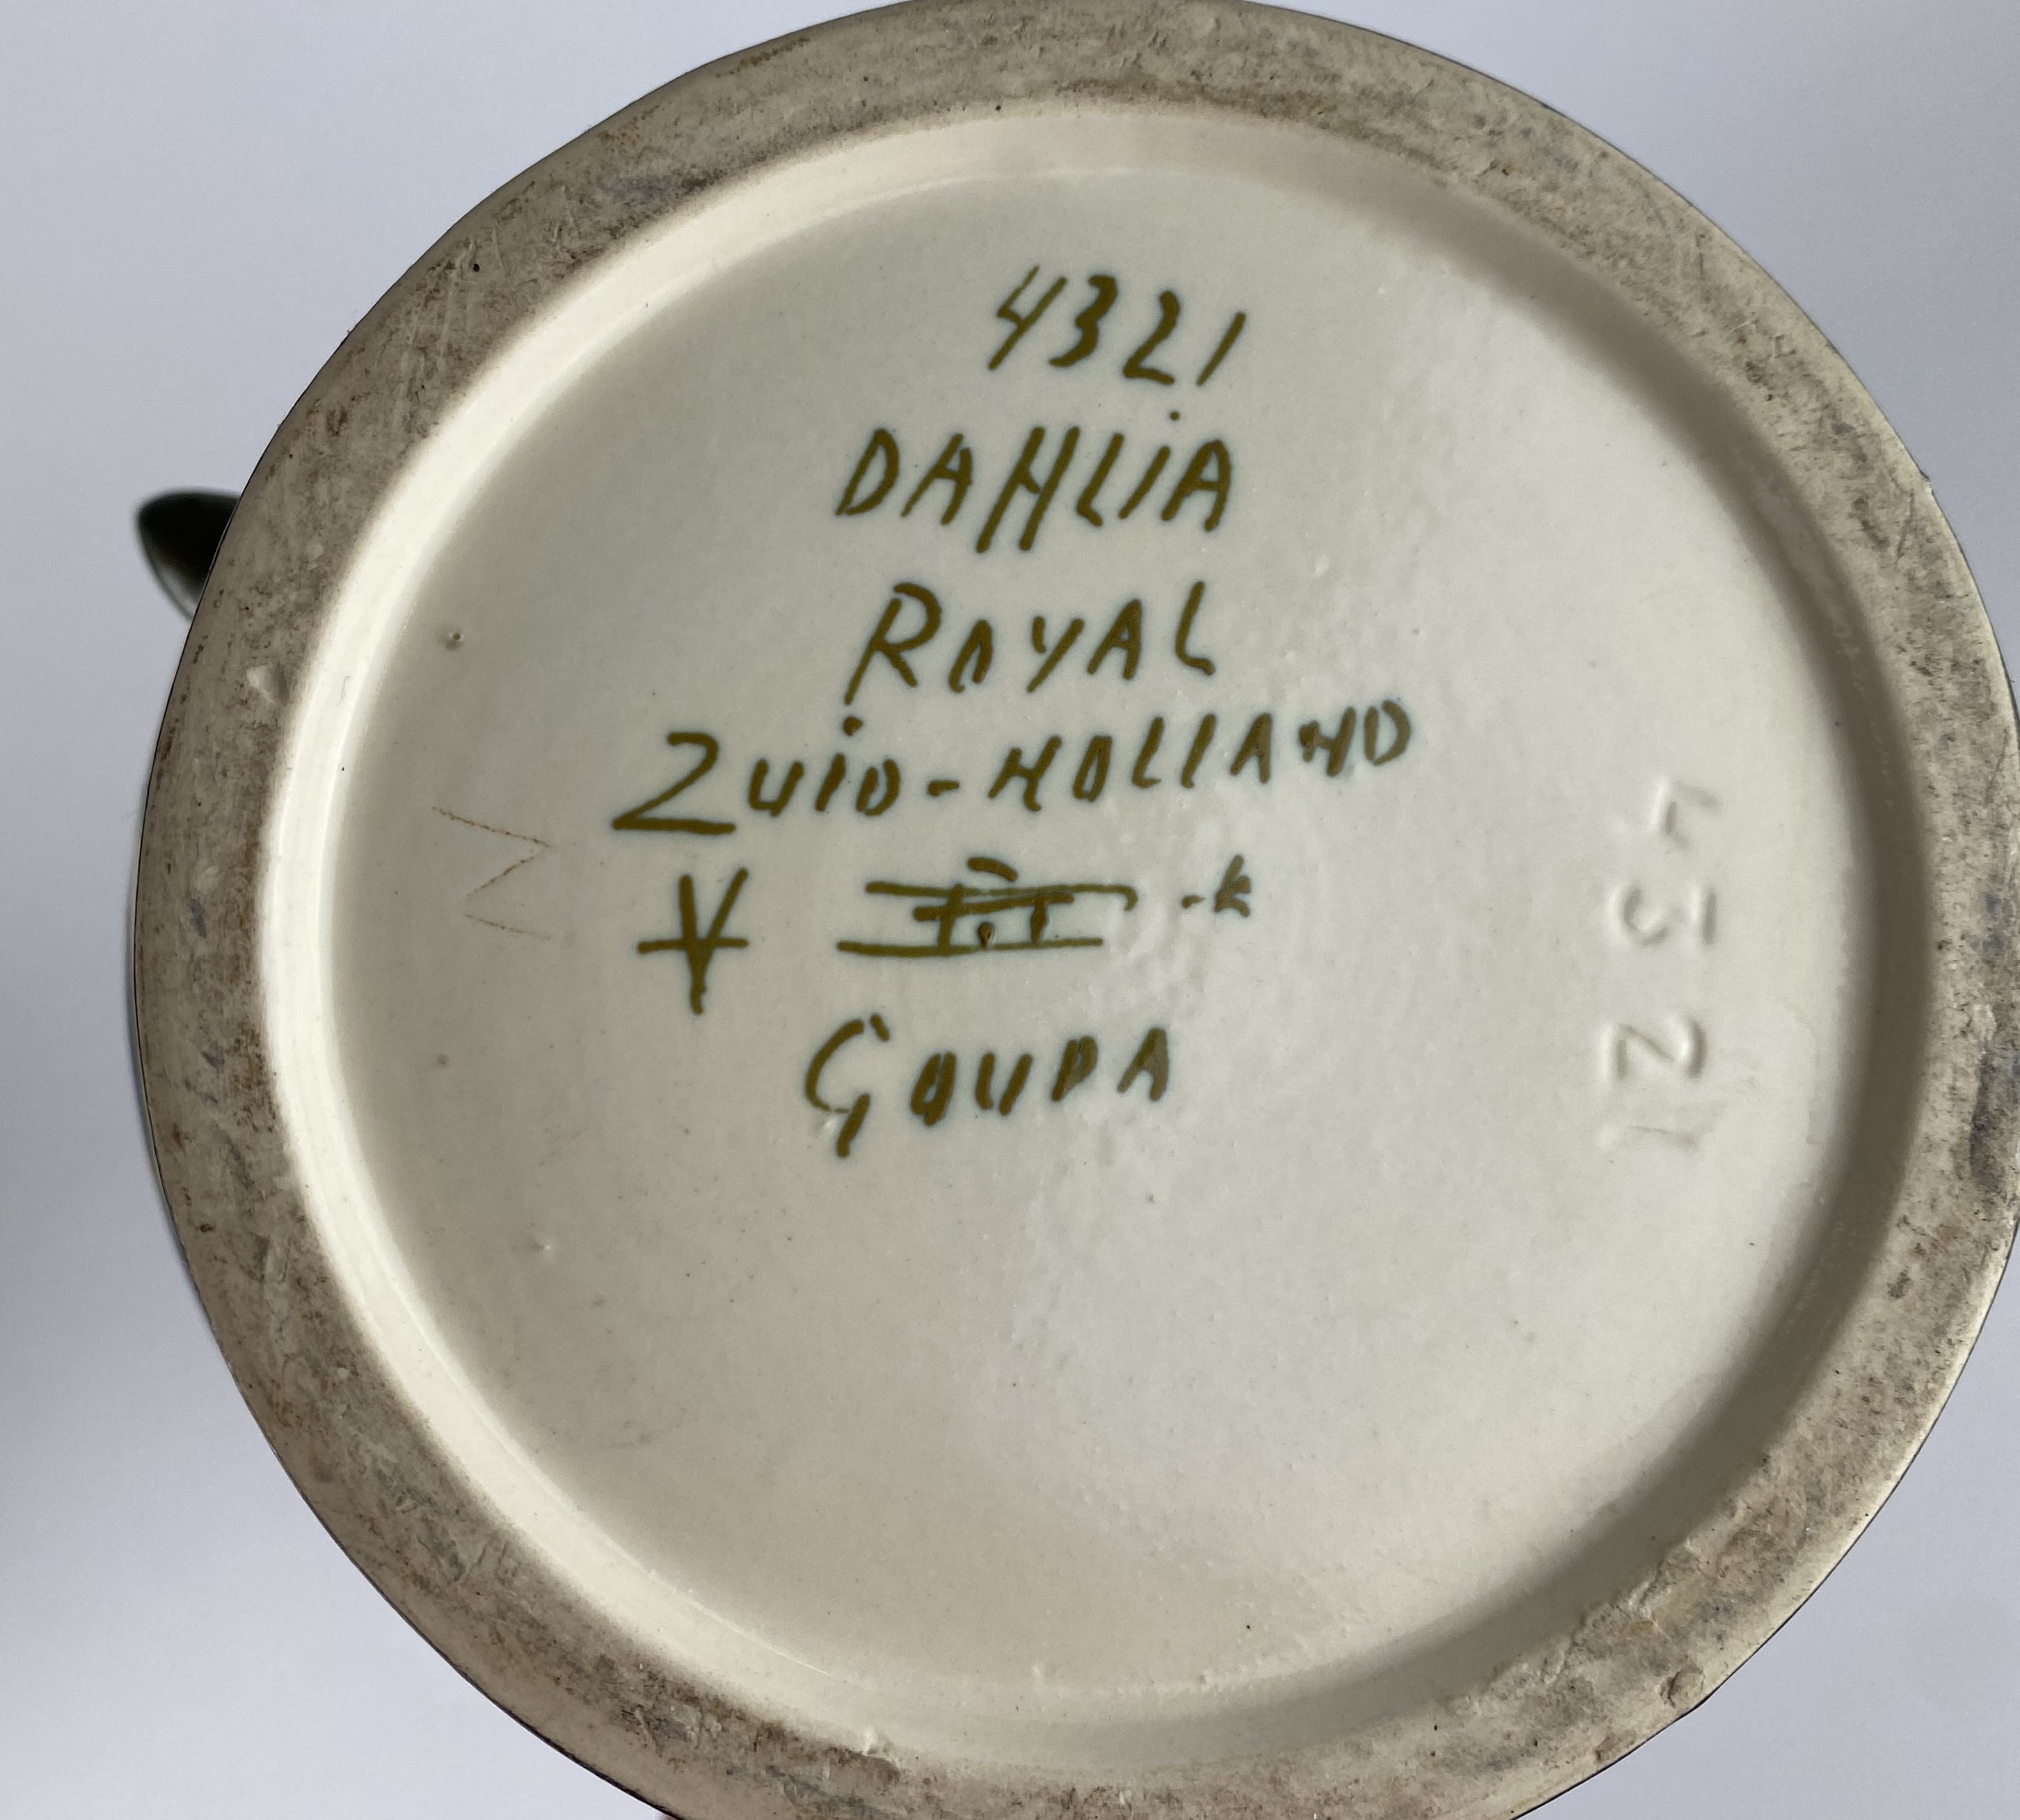 4321
DAHLiA
ROYAL
ZUiD-HOLLAND
GOUDA
4321